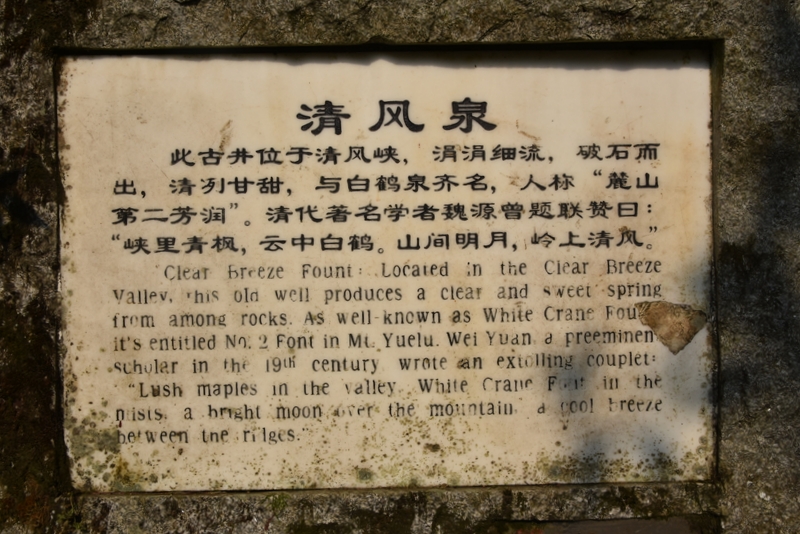 清风泉
此古井位于清风峡，涓涓细流，破石而
出，清冽甘甜，与白鹤泉齐名，人称“麓山
第二芳润”。清代著名学者魏源曾题联赞曰：
“峡里青枫，云中白鹤。山间明月，岭上清风。”
Clear Breeze Fount: Located in the Clear Breeze
Valley, this old well produces a clear and sweet spring
from among rocks. As well-known as White Crane
it's entitled No. 2 Font in Mt. Yuelu. Wei Yuan, a preeminen
scholar in the 19th century wrote an extolling couplet:
"Lush maples in the valley, White Crane Font in the
mists, a bright moon over the mountain, a cool breeze
between the ridges."